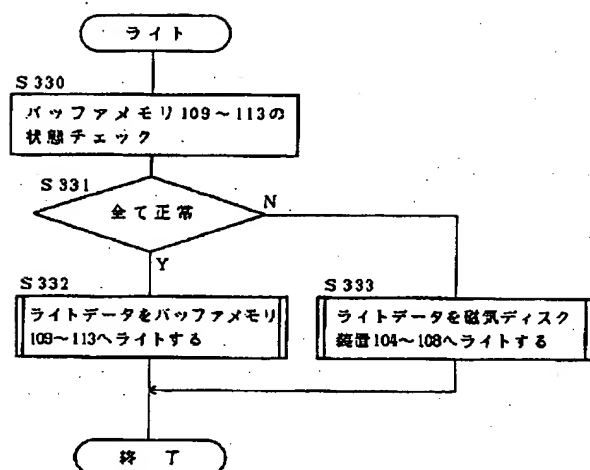 ライト
S330
バッファメモリ109～113の
状態チェック
S331
全て正常
N
Y
S332
ライトデータをバッファメモリ
109～113へライトする
S333
ライトデータを磁気ディスク
装置104～108へライトする
終了